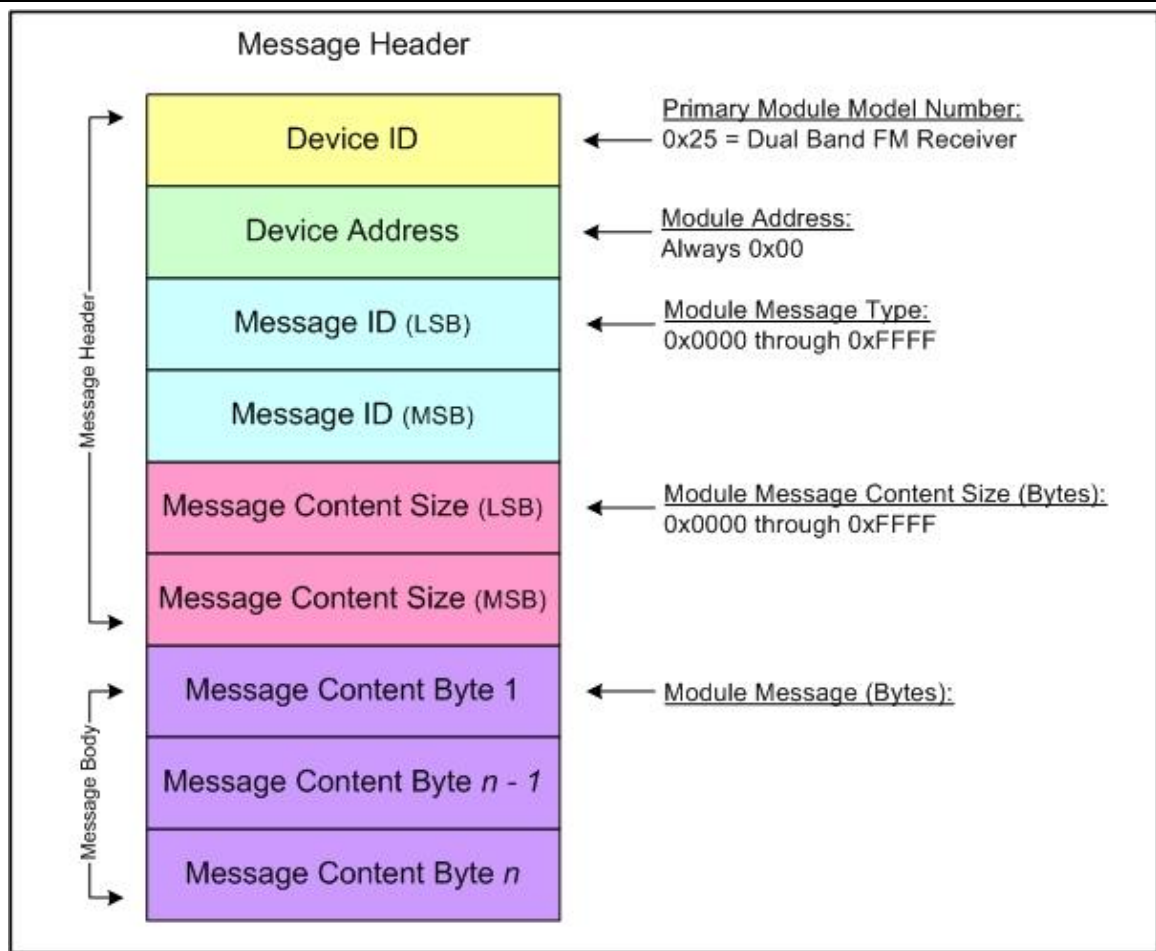 Message Header
Device ID
Primary Module Model Number:
0x25 = Dual Band FM Receiver
Device Address
Module Address:
Always 0x00
Message Header
Message ID (LSB)
Module Message Type:
0x0000 through 0xFFFF
Message ID (MSB)
Message Content Size (LSB)
Module Message Content Size (Bytes):
0x0000 through 0xFFFF
Message Content Size (MSB)
Message Body
Message Content Byte 1
Module Message (Bytes):
Message Content Byte n - 1
Message Content Byte n